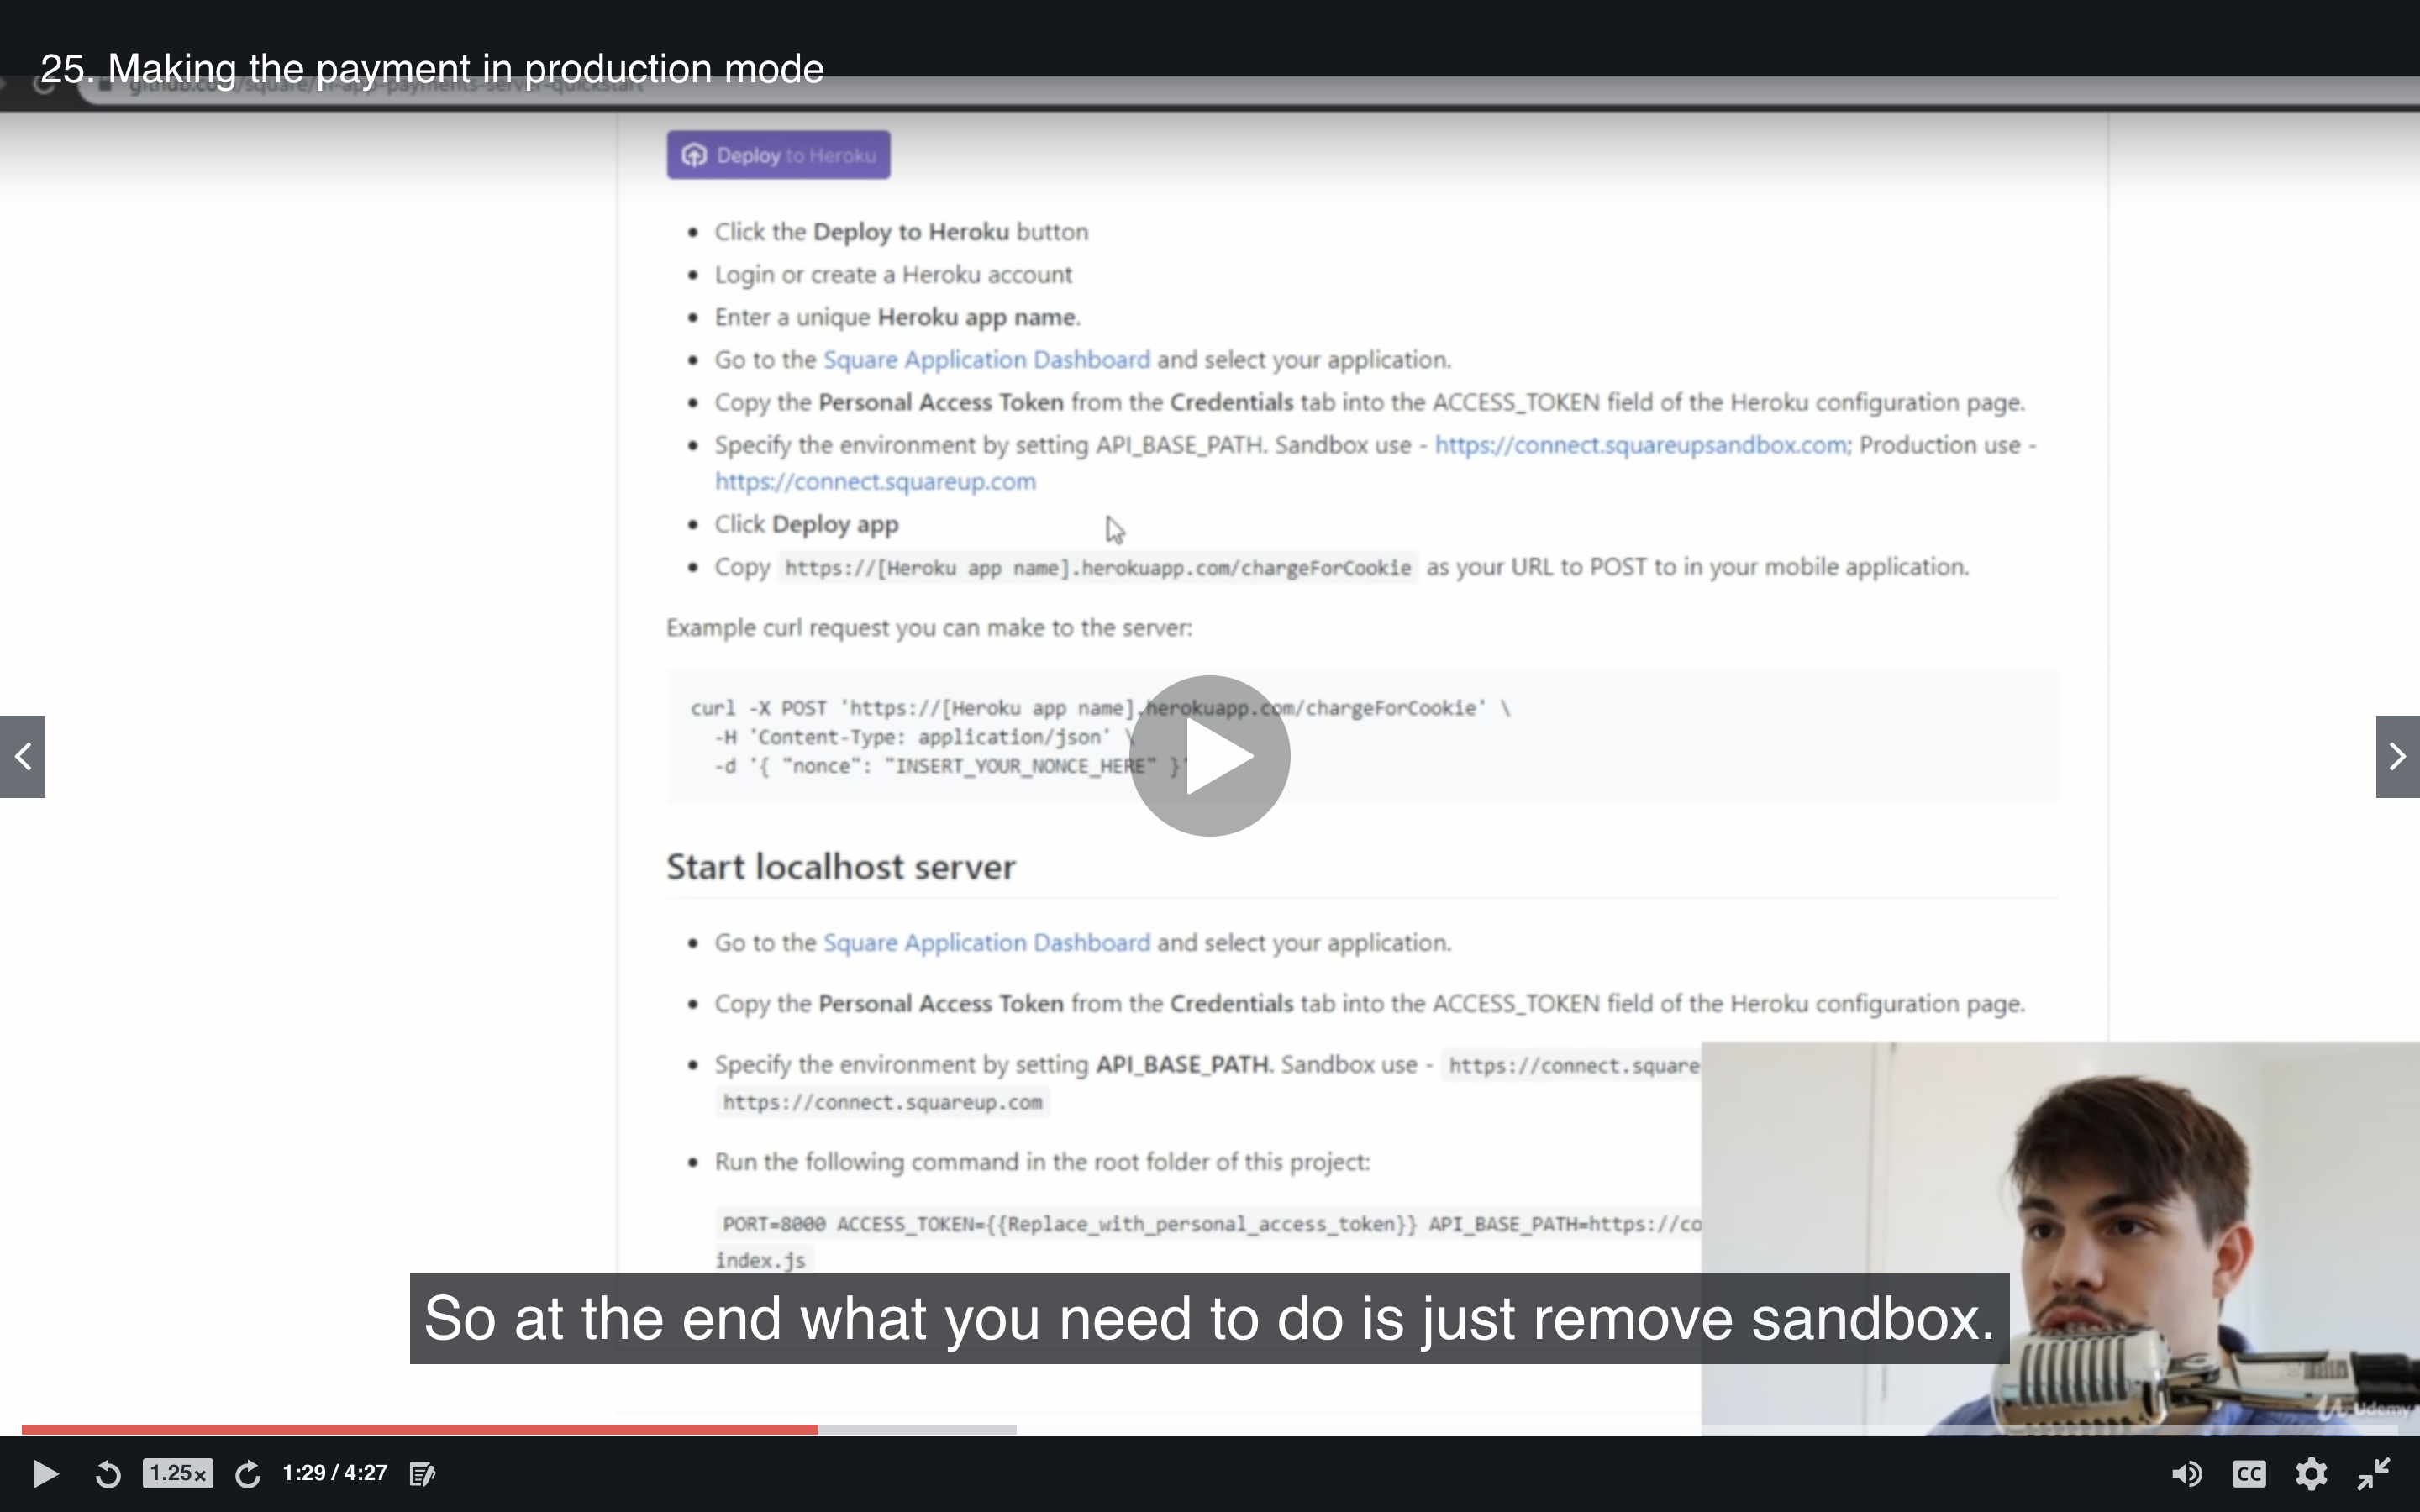 25. Making the payment in production mode
github.com/square/in-app-payments-server-quickstart
Deploy to Heroku
Click the Deploy to Heroku button
Login or create a Heroku account
Enter a unique Heroku app name.
Go to the Square Application Dashboard and select your application.
Copy the Personal Access Token from the Credentials tab into the ACCESS_TOKEN field of the Heroku configuration page.
Specify the environment by setting API_BASE_PATH. Sandbox use - https://connect.squareupsandbox.com; Production use -
https://connect.squareup.com
Click Deploy app
Copy https://[Heroku app name].herokuapp.com/chargeForCookie as your URL to POST to in your mobile application.
Example curl request you can make to the server:
curl -X POST 'https://[Heroku app name].herokuapp.com/chargeForCookie' \
-H 'Content-Type: application/json' \
-d '{ "nonce": "INSERT_YOUR_NONCE_HERE" }'
Start localhost server
Go to the Square Application Dashboard and select your application.
Copy the Personal Access Token from the Credentials tab into the ACCESS_TOKEN field of the Heroku configuration page.
Specify the environment by setting API_BASE_PATH. Sandbox use - https://connect.square
https://connect.squareup.com
Run the following command in the root folder of this project:
PORT=8000 ACCESS_TOKEN={{Replace_with_personal_access_token}} API_BASE_PATH=https://co
index.js
So at the end what you need to do is just remove sandbox.
Udemy
1.25x
1:29 / 4:27
CC